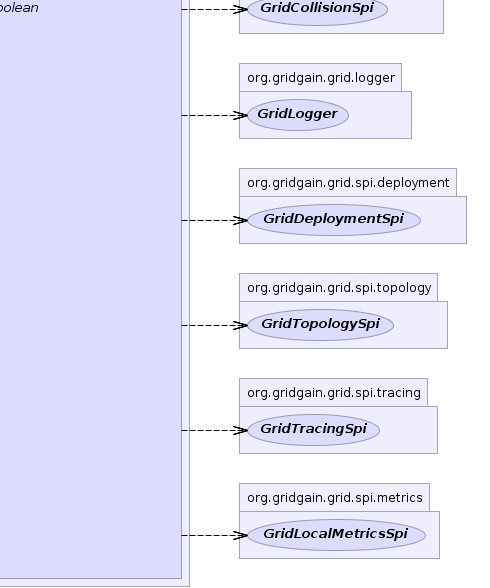 oolean
GridCollisionSpi
org.gridgain.grid.logger
GridLogger
org.gridgain.grid.spi.deployment
GridDeploymentSpi
org.gridgain.grid.spi.topology
GridTopologySpi
org.gridgain.grid.spi.tracing
GridTracingSpi
org.gridgain.grid.spi.metrics
GridLocalMetricsSpi